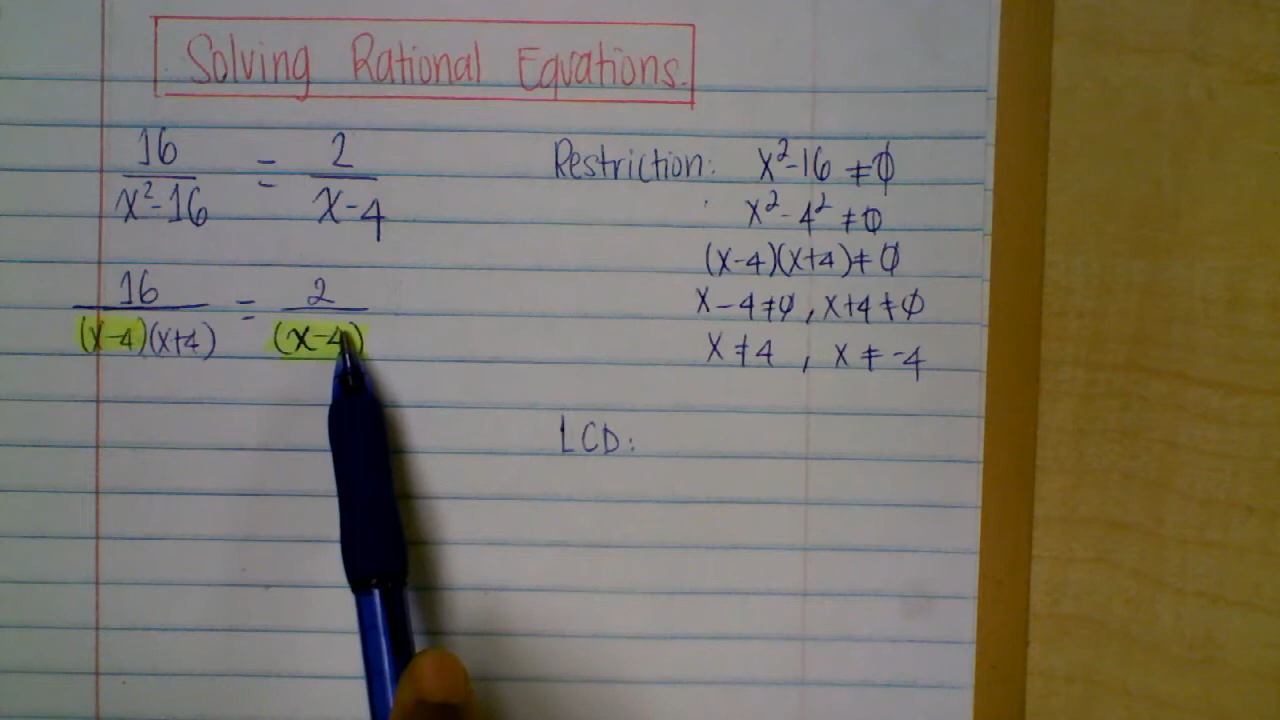 Solving Rational Equations.
16/(x²-16) = 2/(x-4)
Restriction: x²-16 ≠ 0
x² - 4² ≠ 0
(x-4)(x+4) ≠ 0
16/((x-4)(x+4)) = 2/(x-4)
x-4 ≠ 0, x+4 ≠ 0
x ≠ 4, x ≠ -4
LCD: